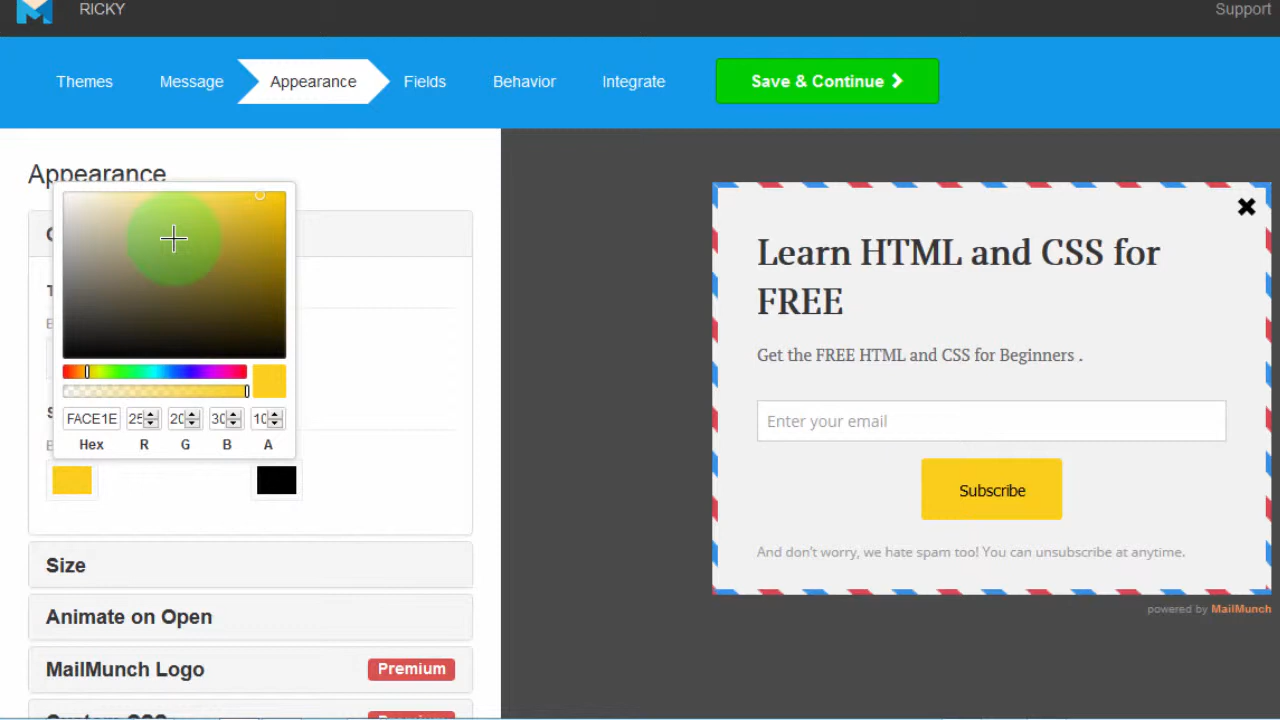 RICKY
Support
Themes
Message
Appearance
Fields
Behavior
Integrate
Save & Continue
Appearance
FACE1E
Hex
R
G
B
A
Size
Animate on Open
MailMunch Logo
Premium
Learn HTML and CSS for
FREE
Get the FREE HTML and CSS for Beginners .
Enter your email
Subscribe
And don't worry, we hate spam too! You can unsubscribe at anytime.
powered by MailMunch